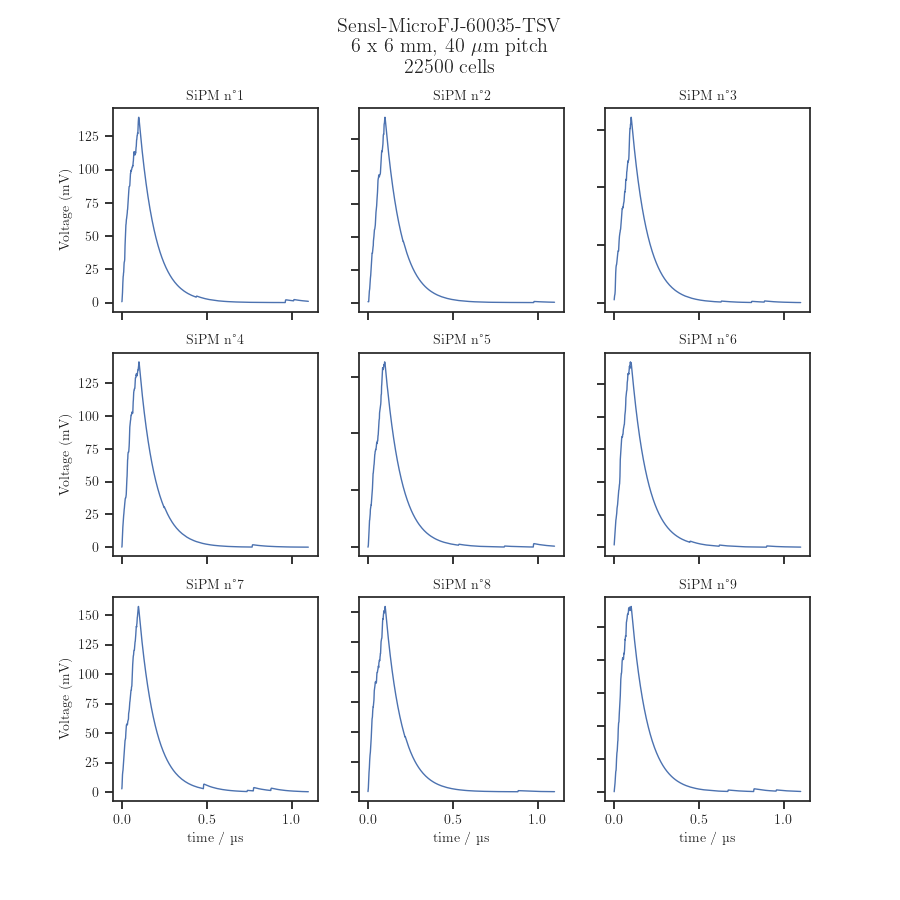 Sensl-MicroFJ-60035-TSV
6 x 6 mm, 40 μm pitch
22500 cells
SiPM n°1
SiPM n°2
SiPM n°3
125
100
75
50
25
0
Voltage (mV)
SiPM n°4
SiPM n°5
SiPM n°6
125
100
75
50
25
0
Voltage (mV)
SiPM n°7
SiPM n°8
SiPM n°9
150
125
100
75
50
25
0
Voltage (mV)
0.0 0.5 1.0
0.0 0.5 1.0
0.0 0.5 1.0
time / µs
time / µs
time / µs